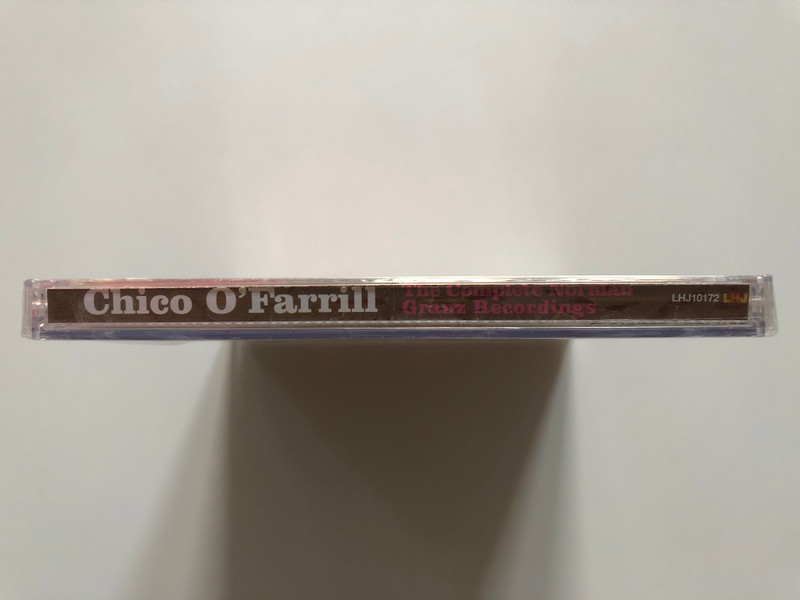 Chico O'Farrill
The Complete Norman
Granz Recordings
LHJ10172 LHJ